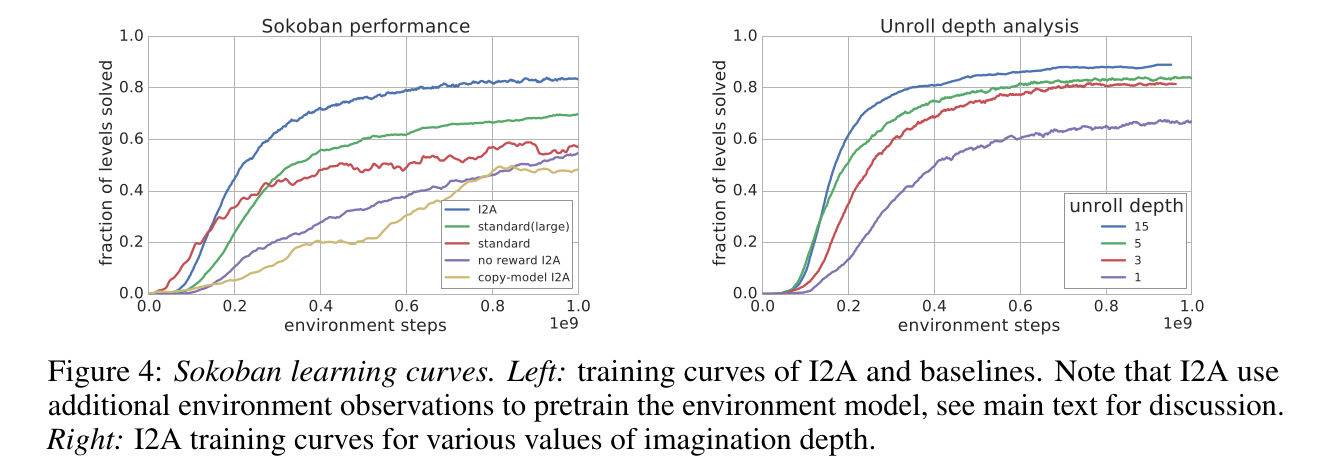 Sokoban performance
fraction of levels solved
1.0
0.8
0.6
0.4
0.2
0.0
0.0 0.2 0.4 0.6 0.8 1.0
environment steps
1e9
I2A
standard(large)
standard
no reward I2A
copy-model I2A
Unroll depth analysis
fraction of levels solved
1.0
0.8
0.6
0.4
0.2
0.0
0.0 0.2 0.4 0.6 0.8 1.0
environment steps
1e9
unroll depth
15
5
3
1
Figure 4: Sokoban learning curves. Left: training curves of I2A and baselines. Note that I2A use
additional environment observations to pretrain the environment model, see main text for discussion.
Right: I2A training curves for various values of imagination depth.